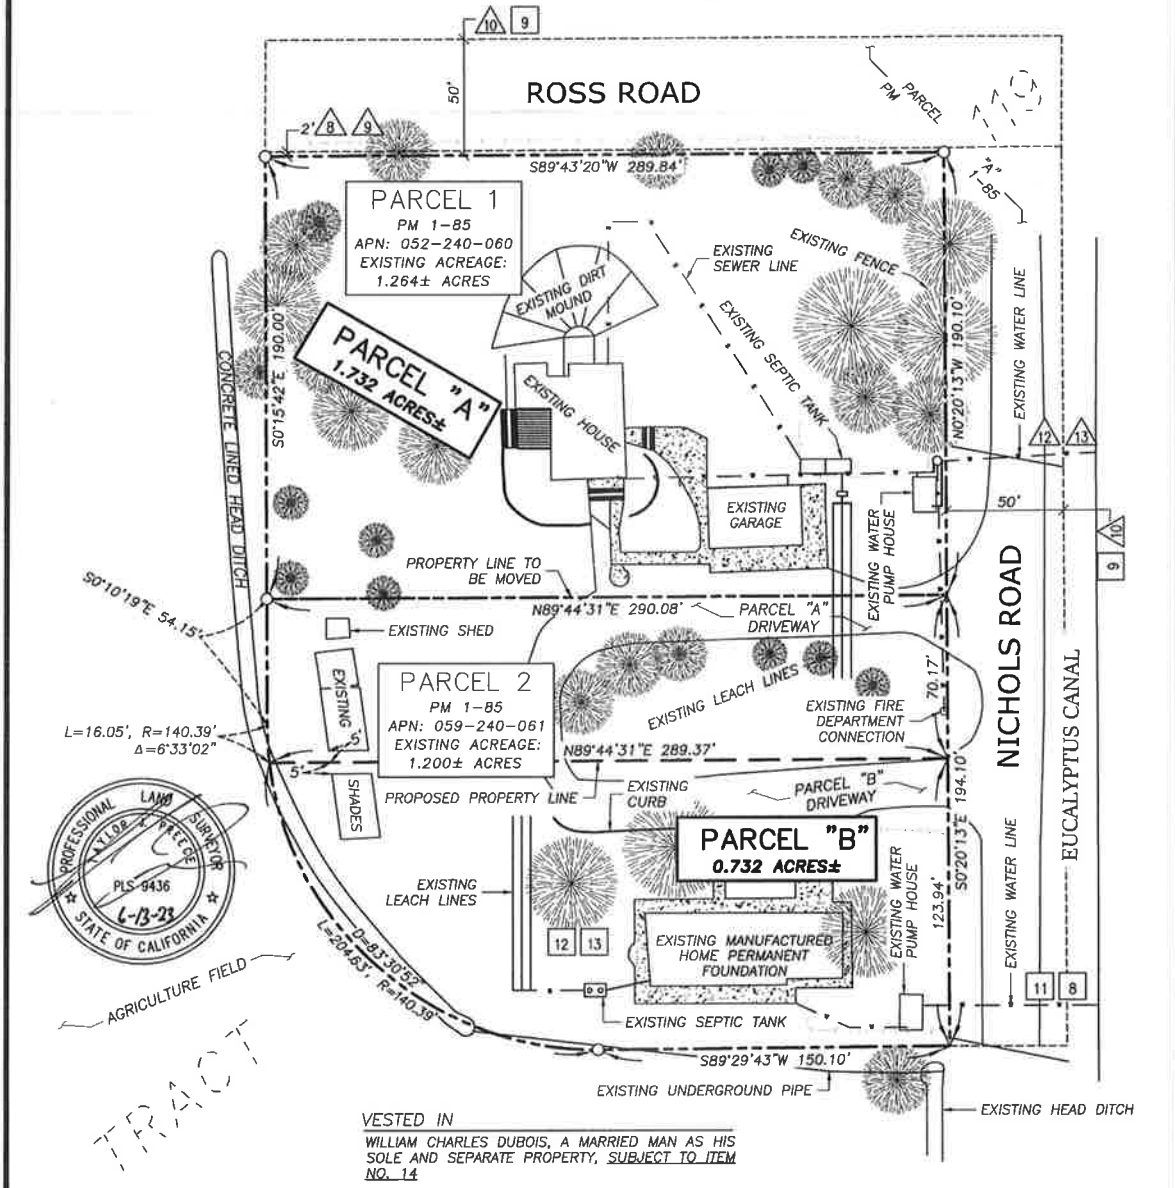 10 9
50'
ROSS ROAD
PARCEL
PM
"A"
1-85
2' 8 9
S89°43'20"W 289.84'
PARCEL 1
PM 1-85
APN: 052-240-060
EXISTING ACREAGE:
1.264± ACRES
EXISTING DIRT
MOUND
EXISTING
SEWER LINE
EXISTING FENCE
EXISTING SEPTIC TANK
N0°20'13"W 190.10'
EXISTING WATER LINE
S0°15'42"E 190.00'
PARCEL "A"
1.732 ACRES±
CONCRETE LINED HEAD DITCH
EXISTING HOUSE
EXISTING
GARAGE
EXISTING WATER
PUMP HOUSE
12 13
50'
10
9
PROPERTY LINE TO
BE MOVED
N89°44'31"E 290.08'
PARCEL "A"
DRIVEWAY
NICHOLS ROAD
EUCALYPTUS CANAL
S0°10'19"E 54.15'
EXISTING SHED
EXISTING
SHADES
5'
5'
PARCEL 2
PM 1-85
APN: 059-240-061
EXISTING ACREAGE:
1.200± ACRES
EXISTING LEACH LINES
EXISTING FIRE
DEPARTMENT
CONNECTION
70.17'
L=16.05', R=140.39'
Δ=6°33'02"
N89°44'31"E 289.37'
PROPOSED PROPERTY LINE
EXISTING
CURB
PARCEL "B"
DRIVEWAY
S0°20'13"E 194.10'
PARCEL "B"
0.732 ACRES±
123.94'
PROFESSIONAL LAND SURVEYOR
TAYLOR PREECE
PLS 9436
6-13-23
STATE OF CALIFORNIA
EXISTING
LEACH LINES
12 13
EXISTING MANUFACTURED
HOME PERMANENT
FOUNDATION
EXISTING WATER
PUMP HOUSE
EXISTING WATER LINE
11 8
D=83°30'52"
L=204.63'
R=140.39'
AGRICULTURE FIELD
EXISTING SEPTIC TANK
S89°29'43"W 150.10'
EXISTING UNDERGROUND PIPE
EXISTING HEAD DITCH
TRACT
VESTED IN
WILLIAM CHARLES DUBOIS, A MARRIED MAN AS HIS
SOLE AND SEPARATE PROPERTY, SUBJECT TO ITEM
NO. 14